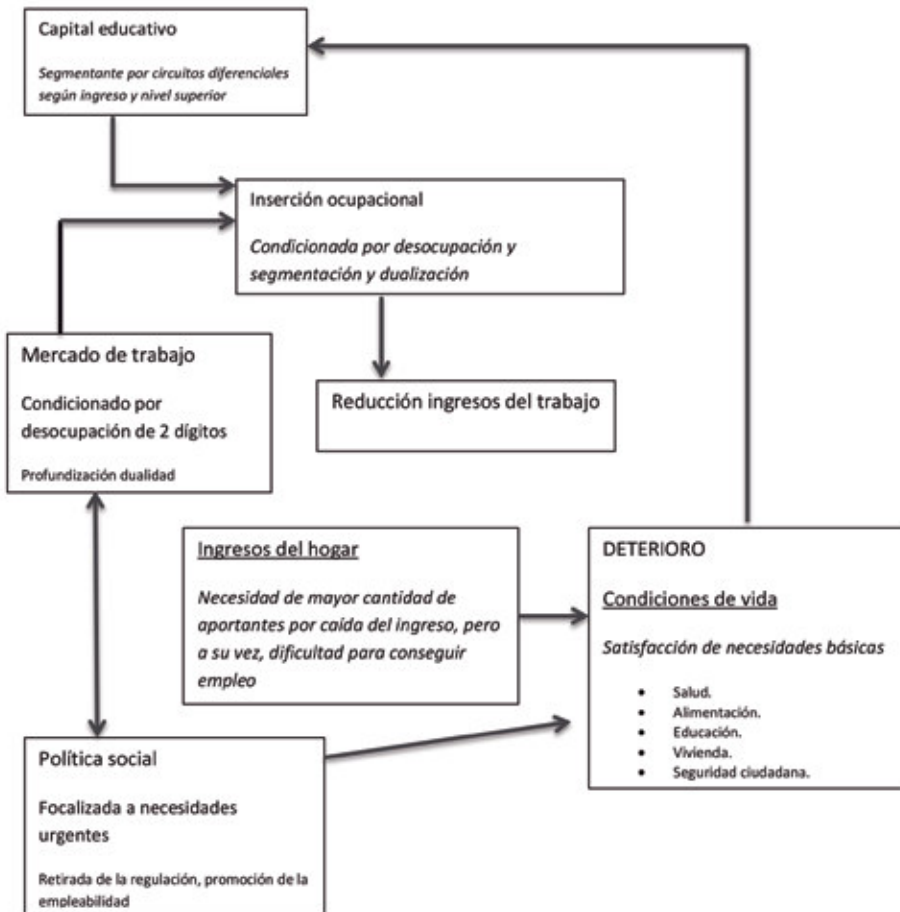 Capital educativo
Segmentante por circuitos diferenciales
según ingreso y nivel superior
Inserción ocupacional
Condicionada por desocupación y
segmentación y dualización
Mercado de trabajo
Condicionado por
desocupación de 2 dígitos
Profundización dualidad
Reducción ingresos del trabajo
Ingresos del hogar
Necesidad de mayor cantidad de
aportantes por caída del ingreso, pero
a su vez, dificultad para conseguir
empleo
DETERIORO
Condiciones de vida
Satisfacción de necesidades básicas
• Salud.
• Alimentación.
• Educación.
• Vivienda.
• Seguridad ciudadana.
Política social
Focalizada a necesidades
urgentes
Retirada de la regulación, promoción de la
empleabilidad